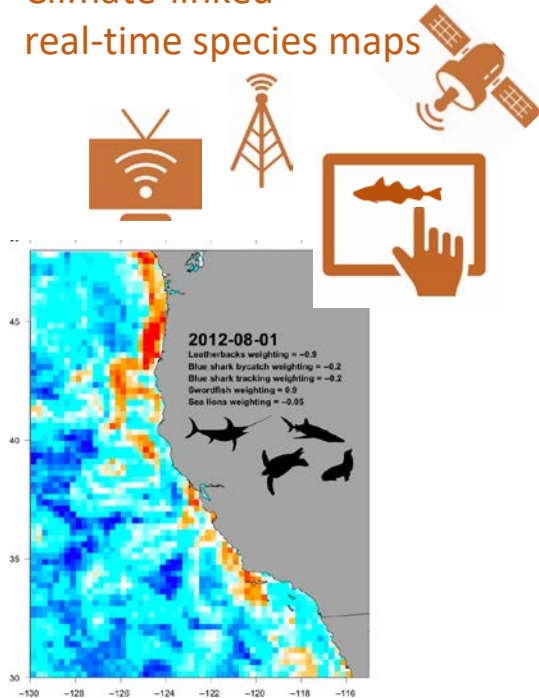 Climate-linked
real-time species maps
2012-08-01
Leatherbacks weighting = −0.9
Blue shark bycatch weighting = −0.2
Blue shark tracking weighting = −0.2
Swordfish weighting = 0.9
Sea lions weighting = −0.05
45
40
35
30
−130 −128 −126 −124 −122 −120 −118 −116